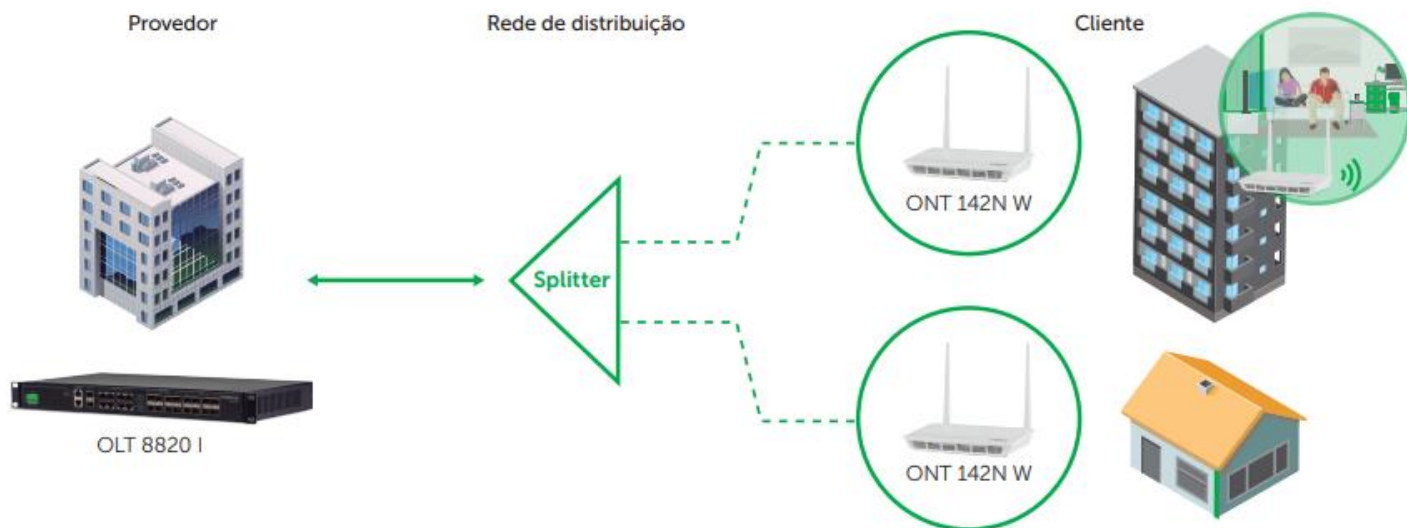 Provedor
Rede de distribuição
Cliente
ONT 142N W
Splitter
OLT 8820 I
ONT 142N W